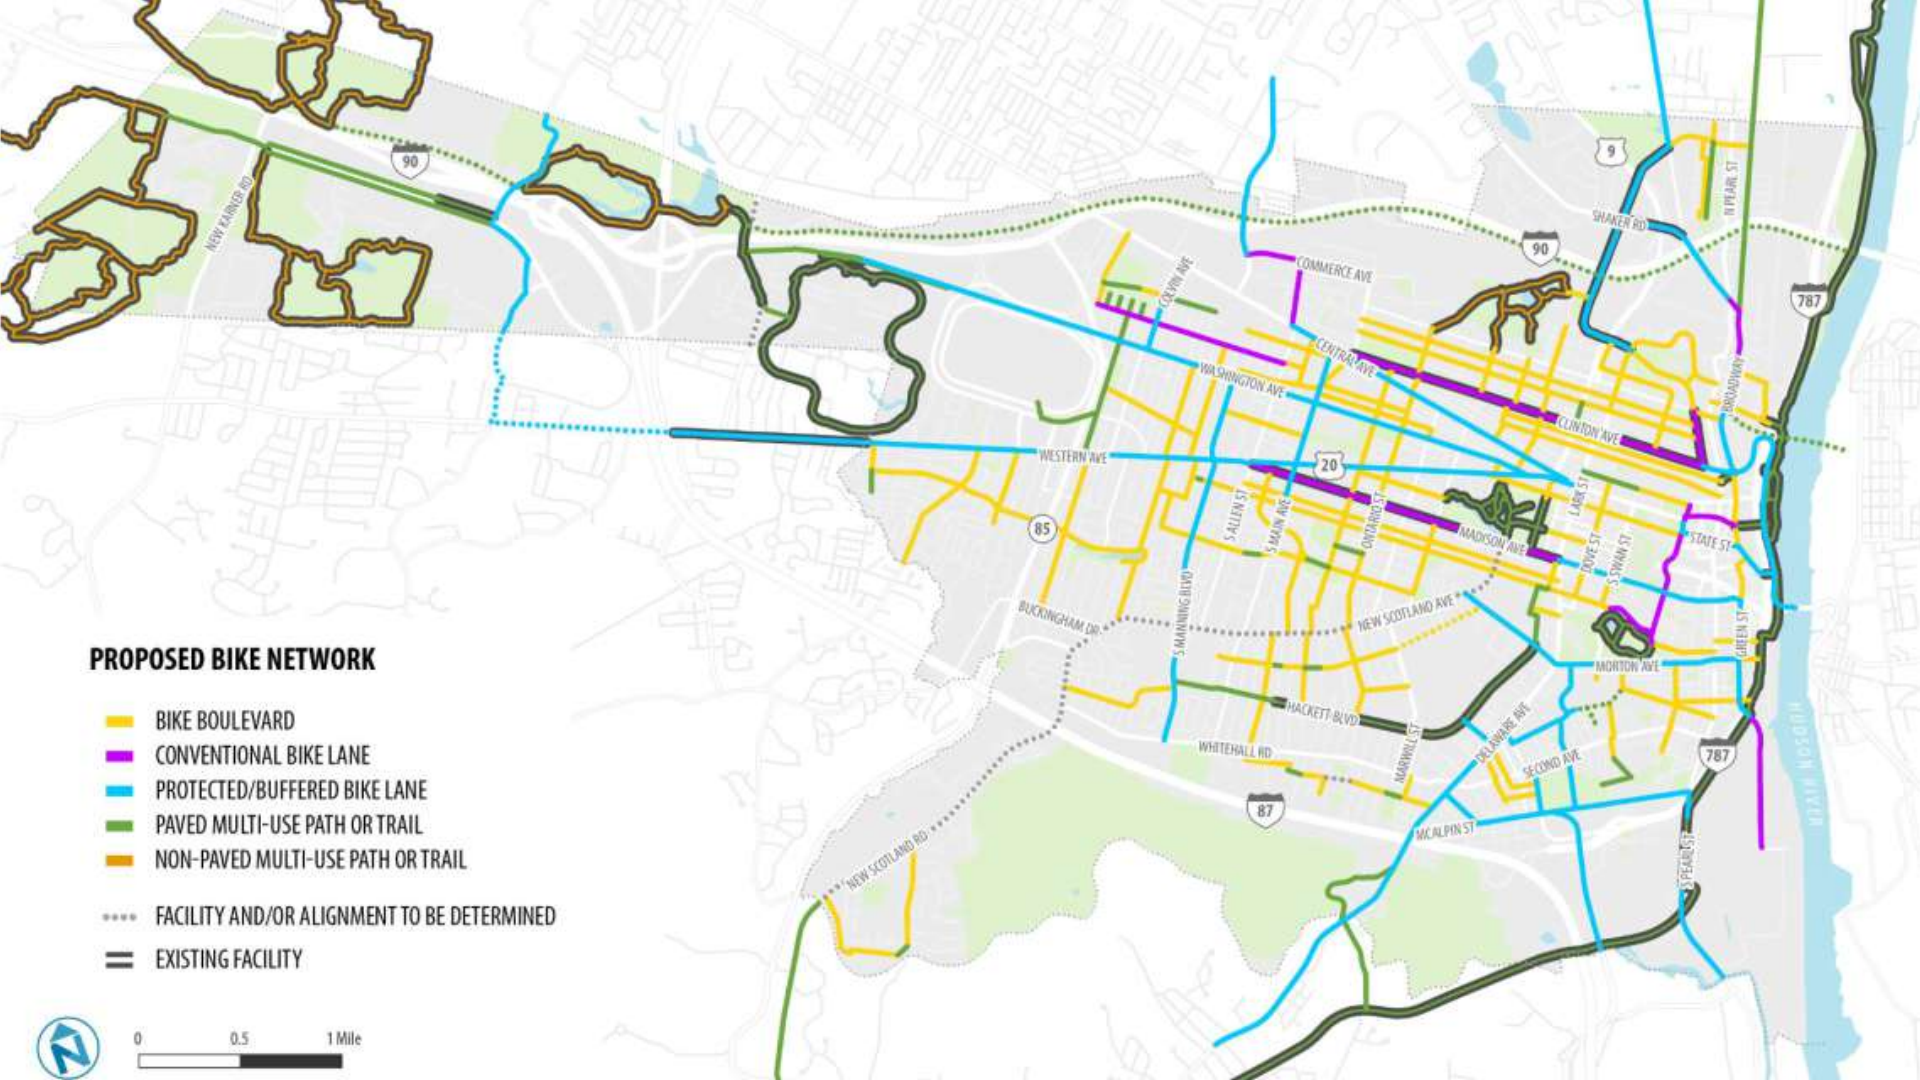 90
NEW KARNER RD
9
N PEARL ST
SHAKER RD
90
787
COLVIN AVE
COMMERCE AVE
CENTRAL AVE
WASHINGTON AVE
BROADWAY
CLINTON AVE
WESTERN AVE
20
LARK ST
85
S ALLEN ST
S MAIN AVE
ONTARIO ST
MADISON AVE
DOVE ST
S SWAN ST
STATE ST
S MANNING BLVD
BUCKINGHAM DR
NEW SCOTLAND AVE
GREEN ST
MORTON AVE
HACKETT BLVD
MARWILL ST
DELAWARE AVE
WHITEHALL RD
SECOND AVE
787
HUDSON RIVER
87
MCALPIN ST
S PEARL ST
NEW SCOTLAND RD
PROPOSED BIKE NETWORK
BIKE BOULEVARD
CONVENTIONAL BIKE LANE
PROTECTED/BUFFERED BIKE LANE
PAVED MULTI-USE PATH OR TRAIL
NON-PAVED MULTI-USE PATH OR TRAIL
FACILITY AND/OR ALIGNMENT TO BE DETERMINED
EXISTING FACILITY
N
0 0.5 1 Mile